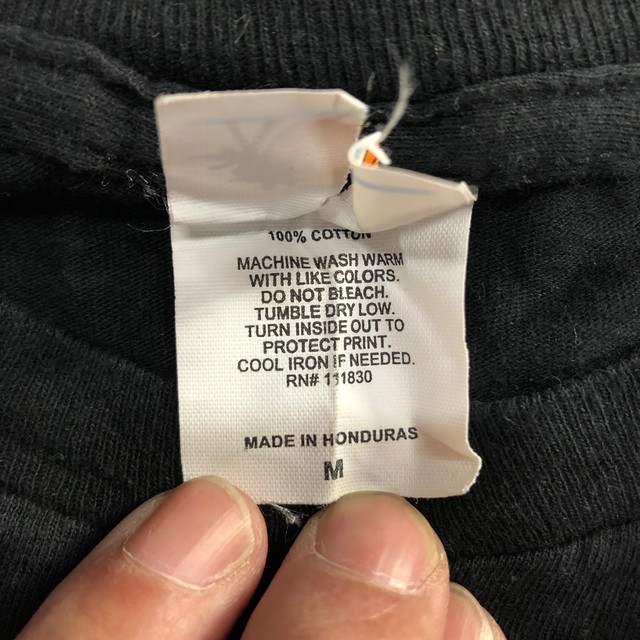 100% COTTON
MACHINE WASH WARM
WITH LIKE COLORS.
DO NOT BLEACH.
TUMBLE DRY LOW.
TURN INSIDE OUT TO
PROTECT PRINT.
COOL IRON IF NEEDED.
RN# 111830
MADE IN HONDURAS
M